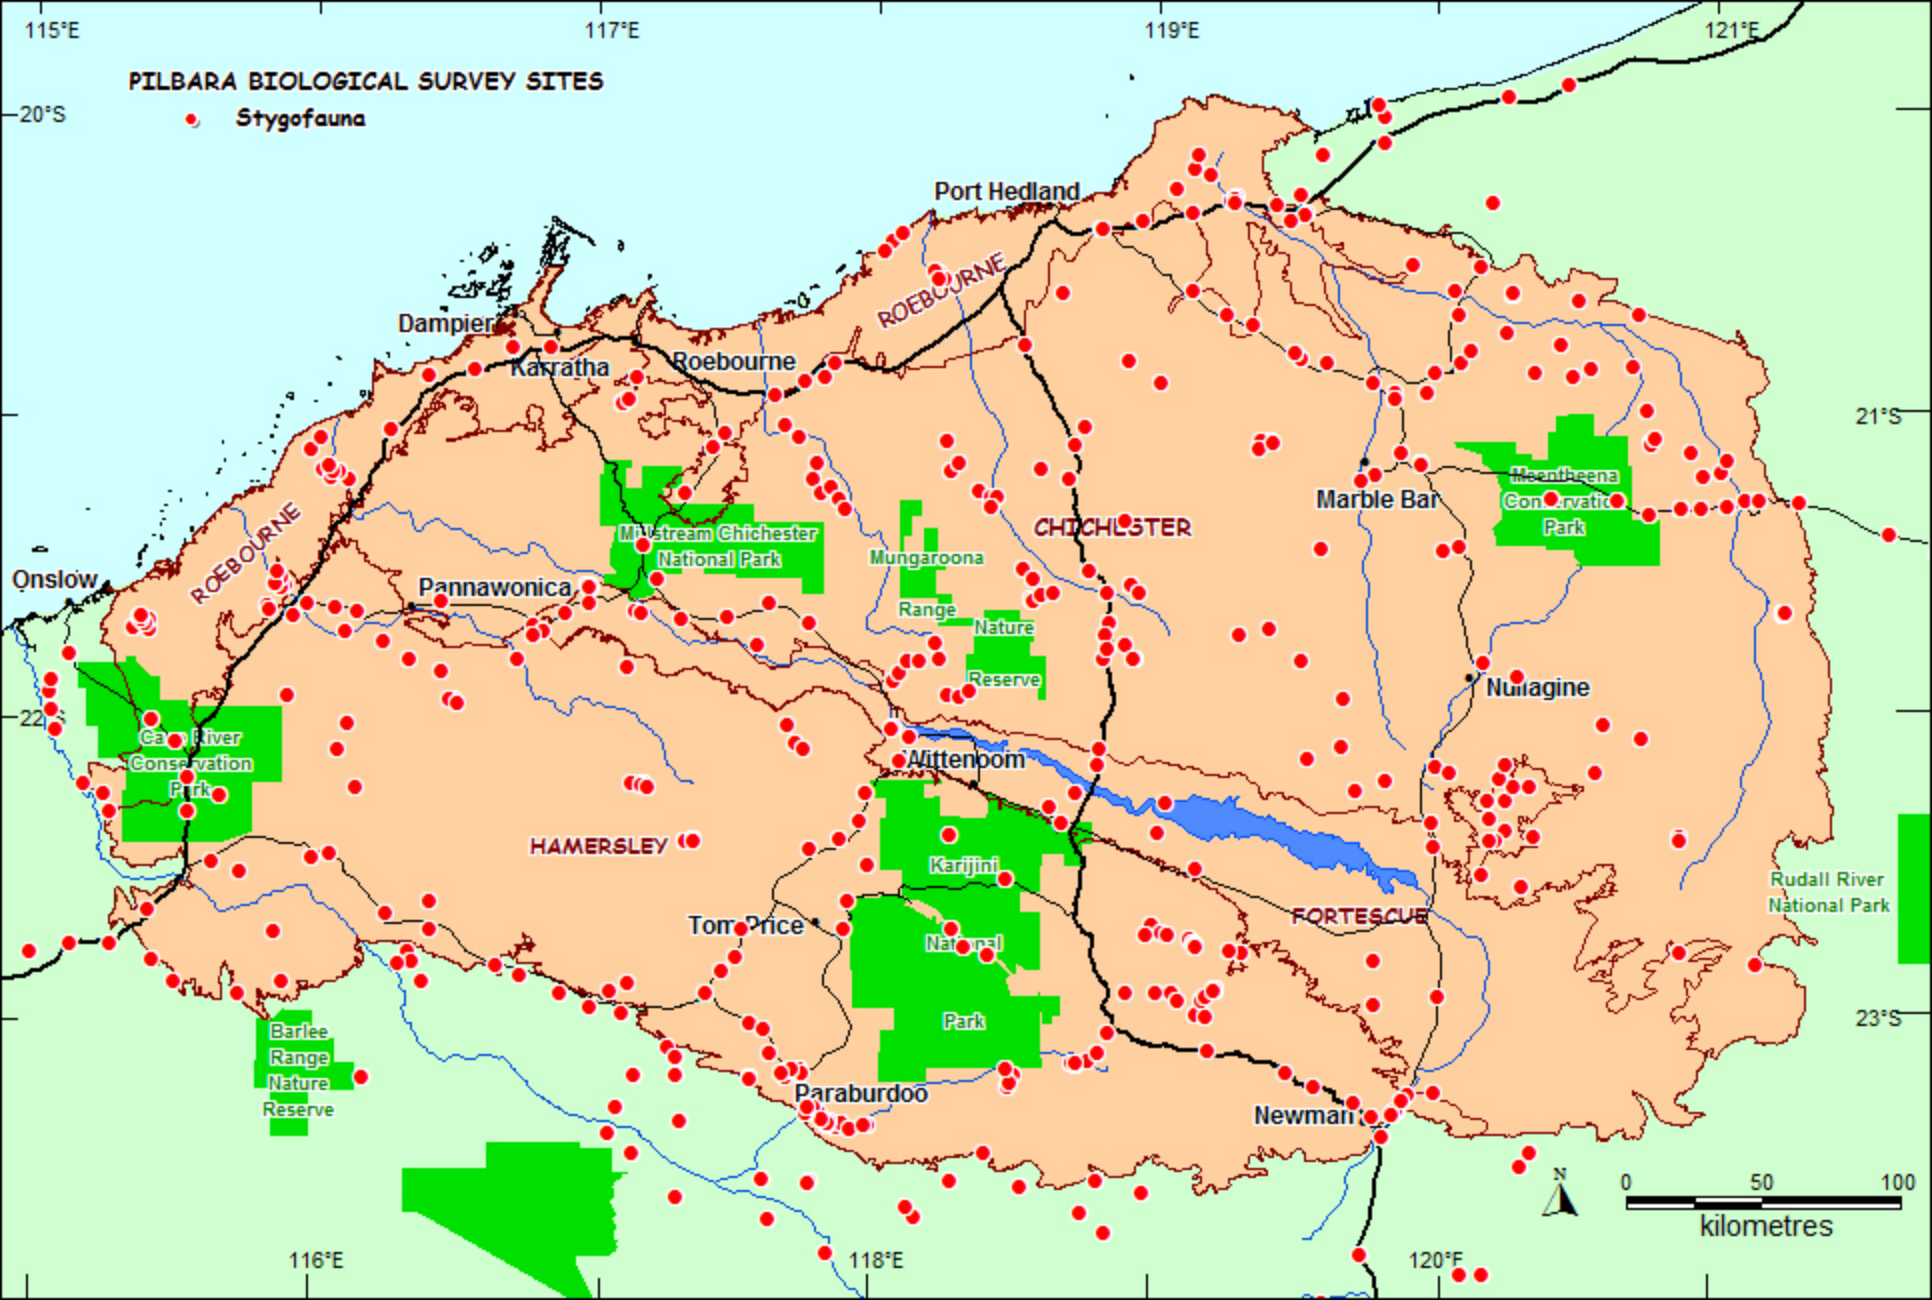 115°E
117°E
119°E
121°E
PILBARA BIOLOGICAL SURVEY SITES
Stygofauna
20°S
Port Hedland
ROEBOURNE
Dampier
Karratha
Roebourne
21°S
Meentheena
Conservation
Park
Marble Bar
CHICHESTER
Millstream Chichester
National Park
Mungaroona
Range
Nature
Reserve
ROEBOURNE
Onslow
Pannawonica
Nullagine
22°S
Cane River
Conservation
Park
Wittenoom
HAMERSLEY
Karijini
National
Park
Rudall River
National Park
FORTESCUE
Tom Price
23°S
Barlee
Range
Nature
Reserve
Paraburdoo
Newman
N
0 50 100
kilometres
116°E
118°E
120°E